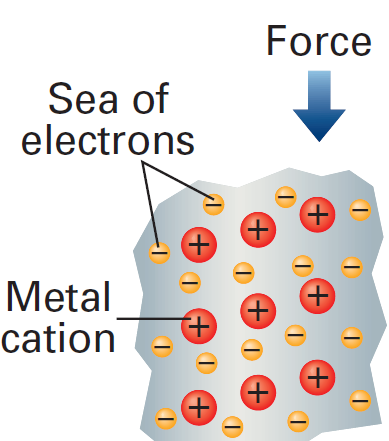 Force
Sea of
electrons
Metal
cation